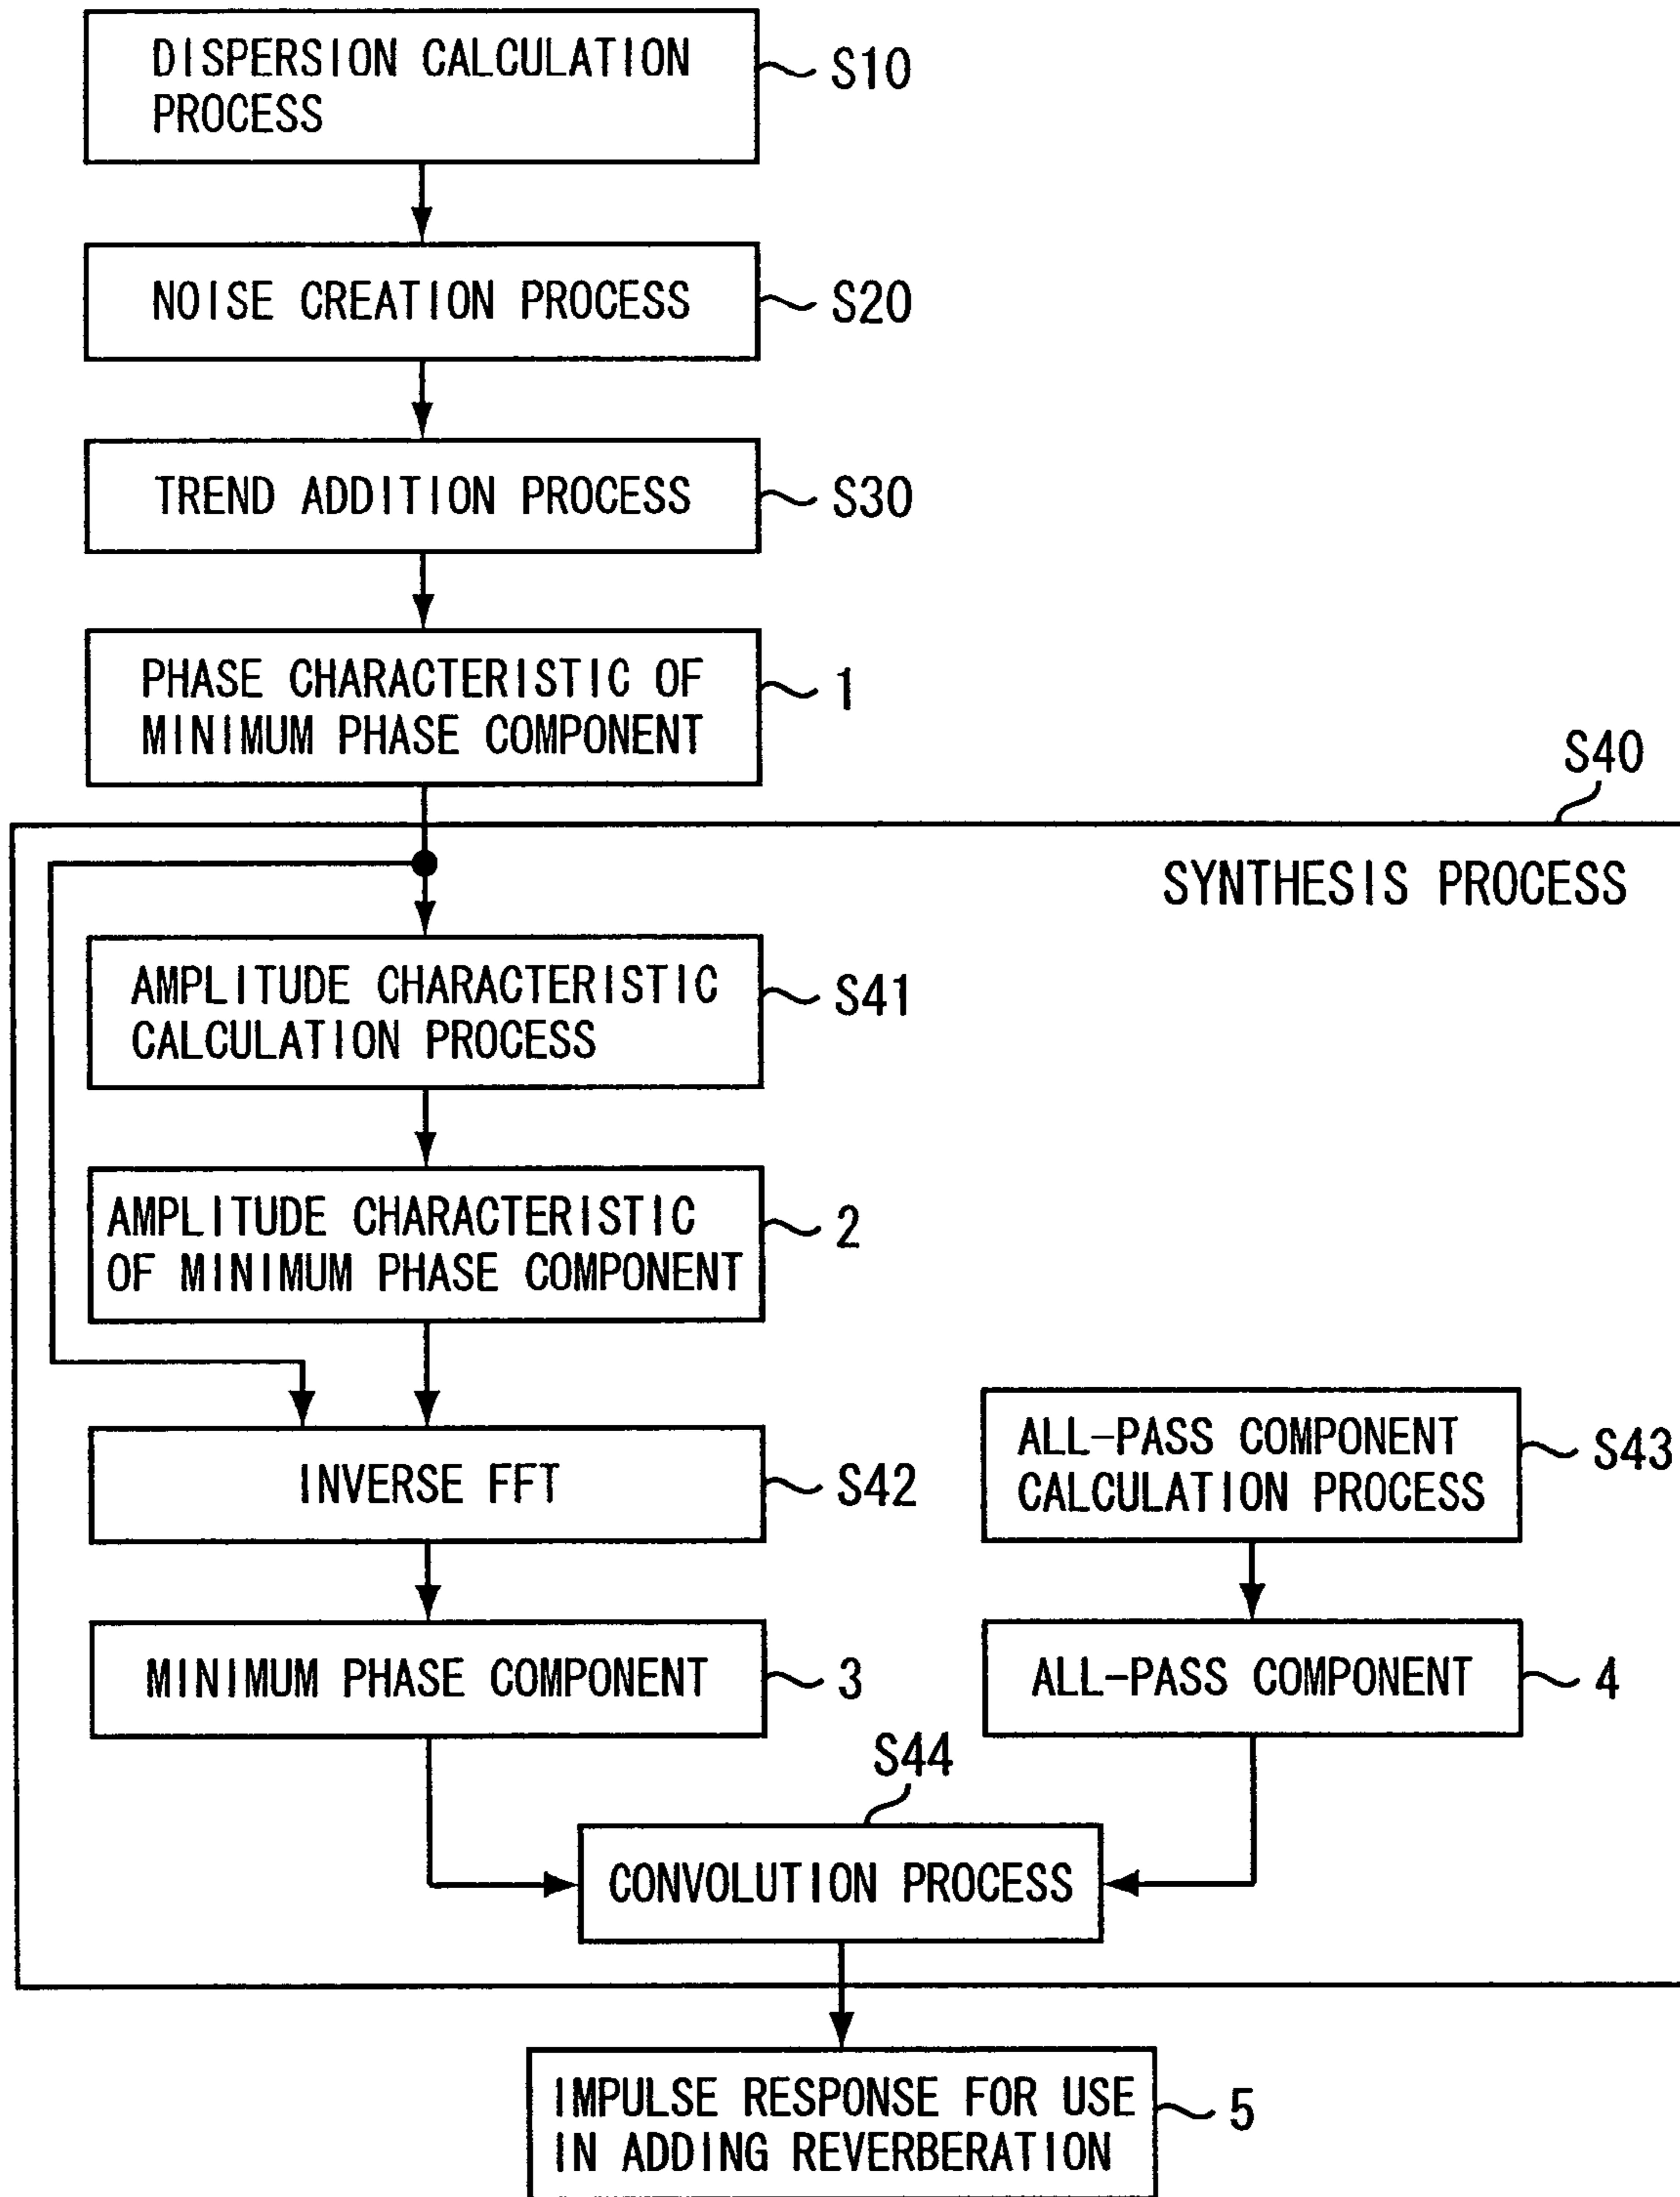 DISPERSION CALCULATION
PROCESS
S10
NOISE CREATION PROCESS
S20
TREND ADDITION PROCESS
S30
PHASE CHARACTERISTIC OF
MINIMUM PHASE COMPONENT
1
S40
SYNTHESIS PROCESS
AMPLITUDE CHARACTERISTIC
CALCULATION PROCESS
S41
AMPLITUDE CHARACTERISTIC
OF MINIMUM PHASE COMPONENT
2
INVERSE FFT
S42
ALL-PASS COMPONENT
CALCULATION PROCESS
S43
MINIMUM PHASE COMPONENT
3
ALL-PASS COMPONENT
4
S44
CONVOLUTION PROCESS
IMPULSE RESPONSE FOR USE
IN ADDING REVERBERATION
5